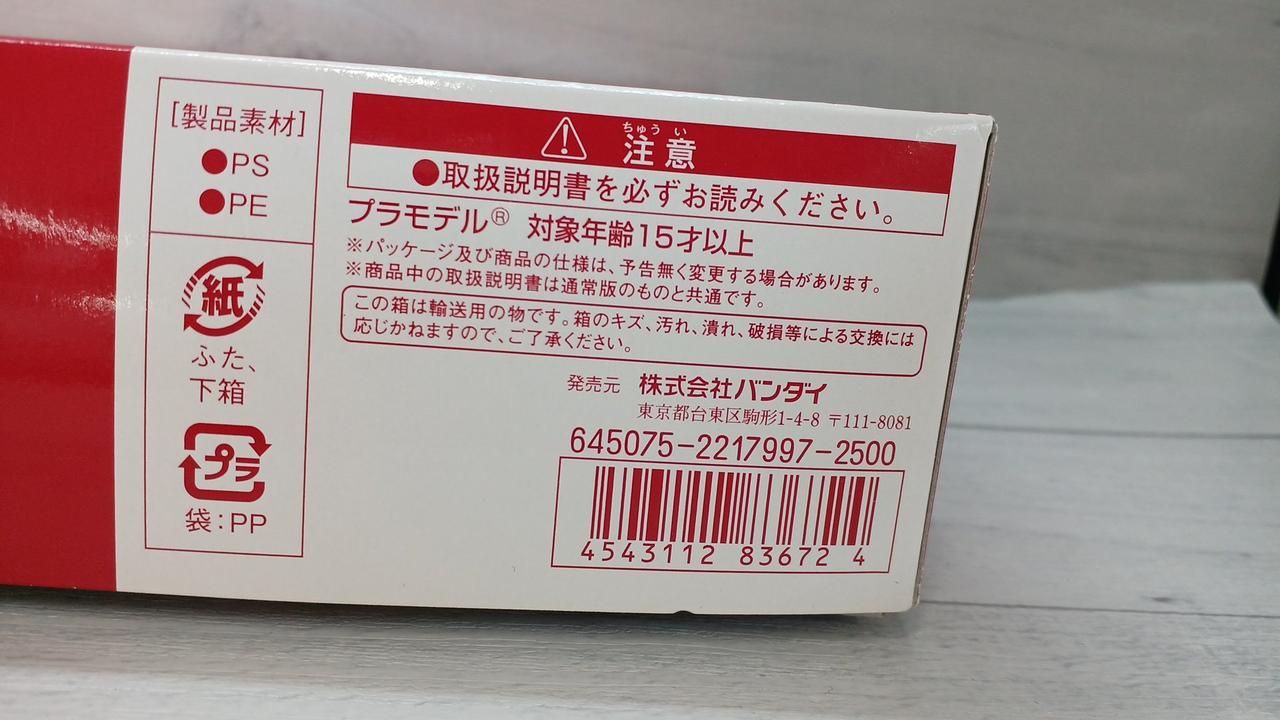 [製品素材]
●PS
●PE
紙
ふた、
下箱
プラ
袋:PP
ちゅうい
注意
●取扱説明書を必ずお読みください。
プラモデル® 対象年齢15才以上
※パッケージ及び商品の仕様は、予告無く変更する場合があります。
※商品中の取扱説明書は通常版のものと共通です。
この箱は輸送用の物です。箱のキズ、汚れ、潰れ、破損等による交換には
応じかねますので、ご了承ください。
発売元 株式会社バンダイ
東京都台東区駒形1-4-8 〒111-8081
645075-2217997-2500
4543112 83672 4